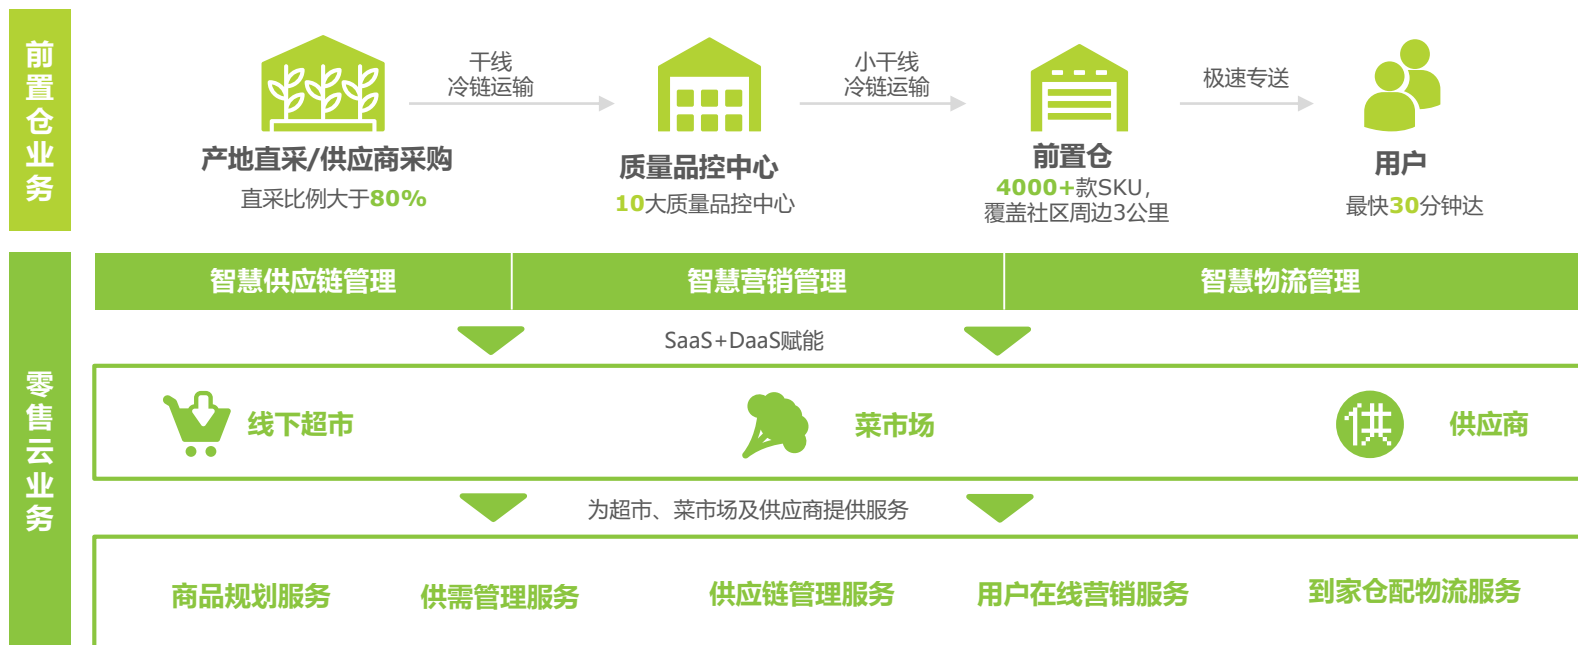 前置仓业务
干线
冷链运输
小干线
冷链运输
极速专送
产地直采/供应商采购
直采比例大于80%
质量品控中心
10大质量品控中心
前置仓
4000+款SKU，
覆盖社区周边3公里
用户
最快30分钟达
零售云业务
智慧供应链管理
智慧营销管理
智慧物流管理
SaaS+DaaS赋能
线下超市
菜市场
供
供应商
为超市、菜市场及供应商提供服务
商品规划服务
供需管理服务
供应链管理服务
用户在线营销服务
到家仓配物流服务